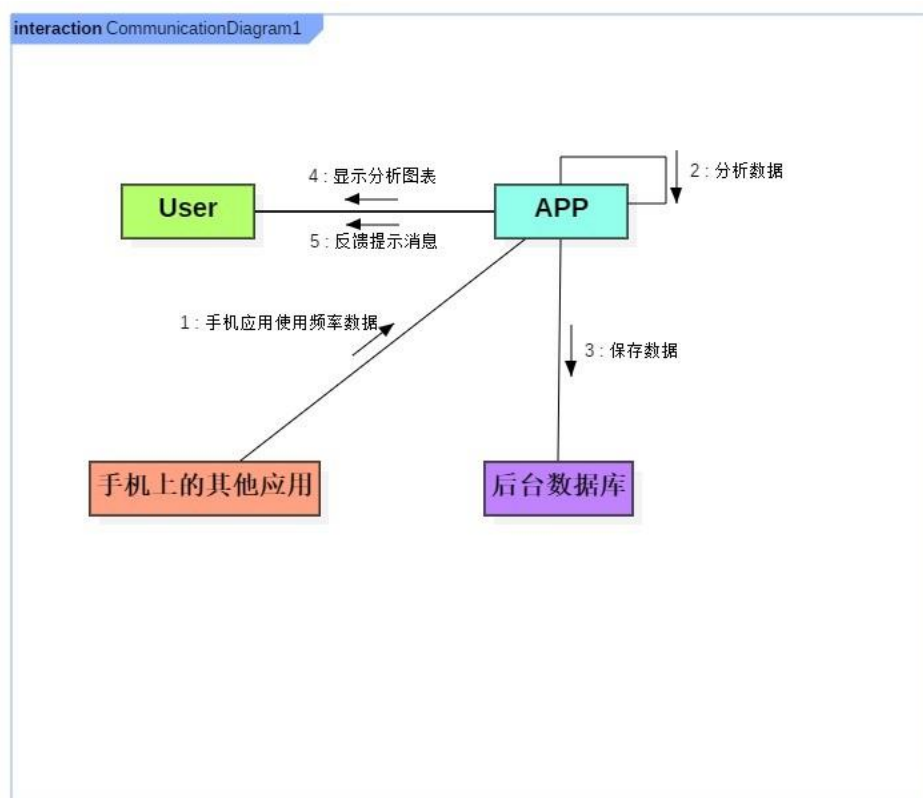 interaction CommunicationDiagram1
4 : 显示分析图表
2 : 分析数据
User
APP
5 : 反馈提示消息
1 : 手机应用使用频率数据
3 : 保存数据
手机上的其他应用
后台数据库